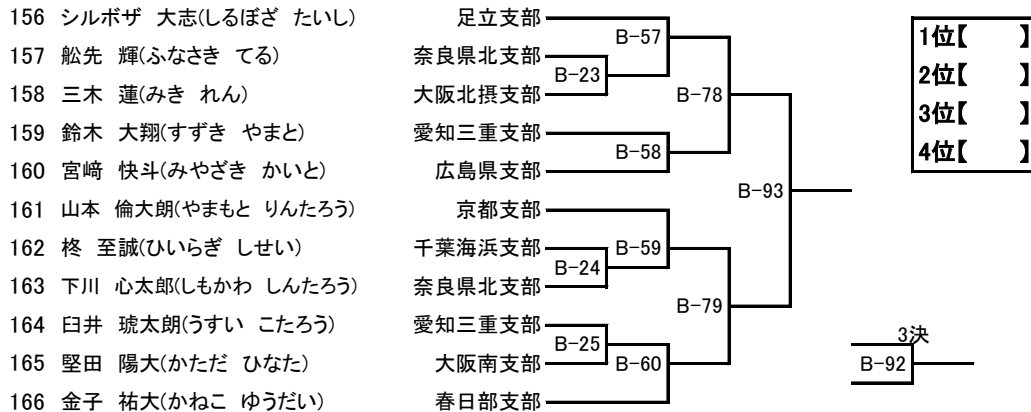 156 シルボザ 大志(しるぼざ たいし) 足立支部
157 舩先 輝(ふなさき てる) 奈良県北支部
158 三木 蓮(みき れん) 大阪北摂支部
159 鈴木 大翔(すずき やまと) 愛知三重支部
160 宮﨑 快斗(みやざき かいと) 広島県支部
161 山本 倫大朗(やまもと りんたろう) 京都支部
162 柊 至誠(ひいらぎ しせい) 千葉海浜支部
163 下川 心太郎(しもかわ しんたろう) 奈良県北支部
164 臼井 琥太朗(うすい こたろう) 愛知三重支部
165 堅田 陽大(かただ ひなた) 大阪南支部
166 金子 祐大(かねこ ゆうだい) 春日部支部
B-57
B-23
B-78
B-58
B-93
B-59
B-24
B-79
B-25
B-60
1位【 】
2位【 】
3位【 】
4位【 】
3決
B-92